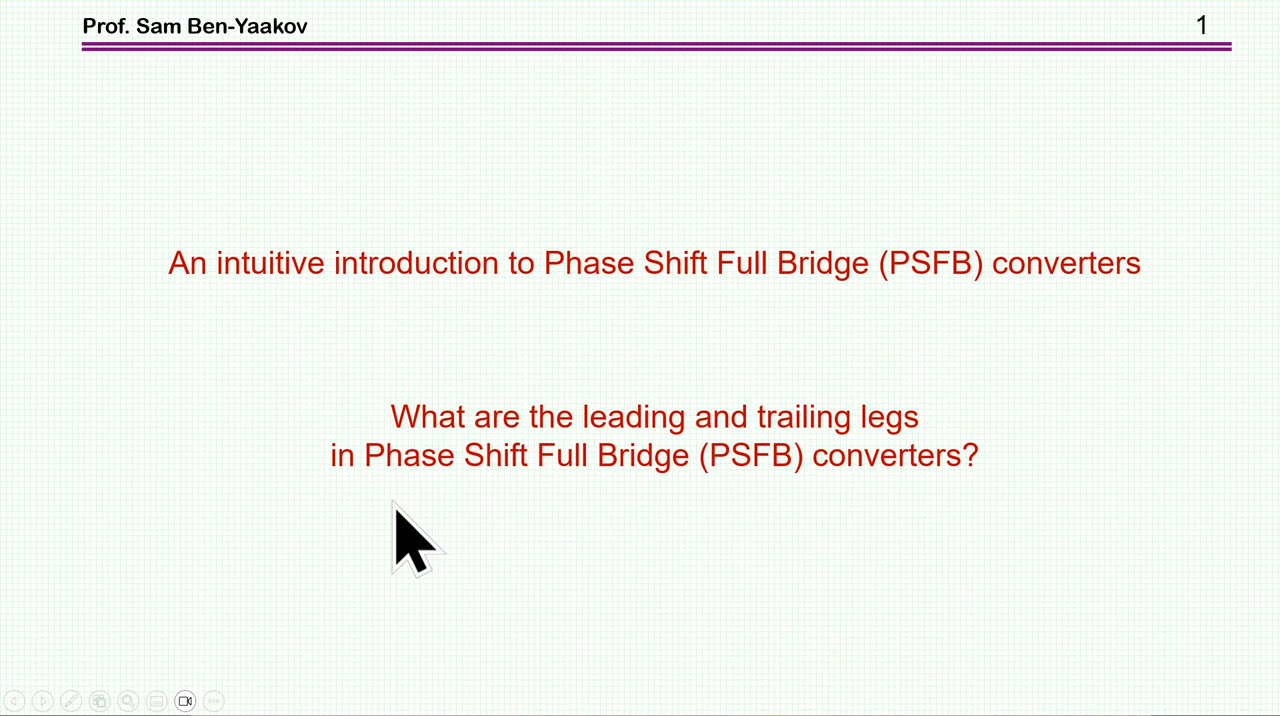 Prof. Sam Ben-Yaakov
1
An intuitive introduction to Phase Shift Full Bridge (PSFB) converters
What are the leading and trailing legs
in Phase Shift Full Bridge (PSFB) converters?